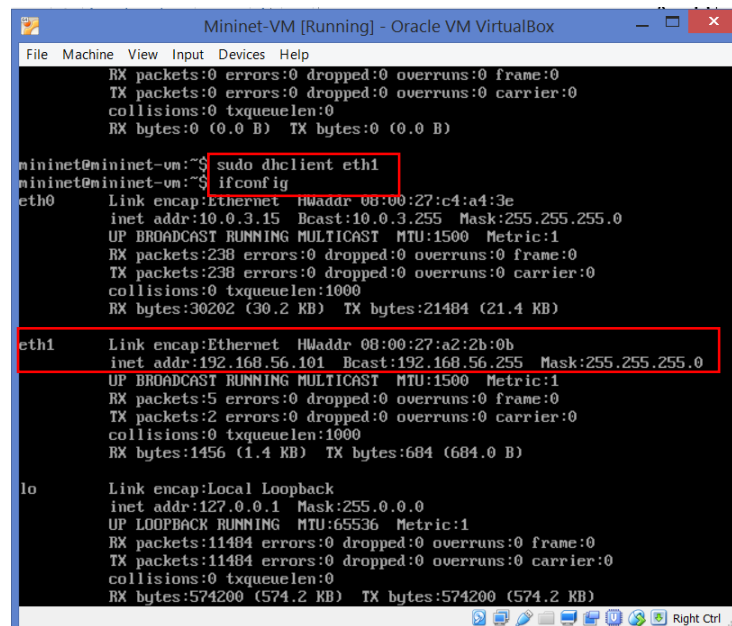 Mininet-VM [Running] - Oracle VM VirtualBox
File Machine View Input Devices Help
RX packets:0 errors:0 dropped:0 overruns:0 frame:0
TX packets:0 errors:0 dropped:0 overruns:0 carrier:0
collisions:0 txqueuelen:0
RX bytes:0 (0.0 B) TX bytes:0 (0.0 B)
mininet@mininet-vm:~$ sudo dhclient eth1
mininet@mininet-vm:~$ ifconfig
eth0 Link encap:Ethernet HWaddr 08:00:27:c4:a4:3e
inet addr:10.0.3.15 Bcast:10.0.3.255 Mask:255.255.255.0
UP BROADCAST RUNNING MULTICAST MTU:1500 Metric:1
RX packets:238 errors:0 dropped:0 overruns:0 frame:0
TX packets:238 errors:0 dropped:0 overruns:0 carrier:0
collisions:0 txqueuelen:1000
RX bytes:30202 (30.2 KB) TX bytes:21484 (21.4 KB)
eth1 Link encap:Ethernet HWaddr 08:00:27:a2:2b:0b
inet addr:192.168.56.101 Bcast:192.168.56.255 Mask:255.255.255.0
UP BROADCAST RUNNING MULTICAST MTU:1500 Metric:1
RX packets:5 errors:0 dropped:0 overruns:0 frame:0
TX packets:2 errors:0 dropped:0 overruns:0 carrier:0
collisions:0 txqueuelen:1000
RX bytes:1456 (1.4 KB) TX bytes:684 (684.0 B)
lo Link encap:Local Loopback
inet addr:127.0.0.1 Mask:255.0.0.0
UP LOOPBACK RUNNING MTU:65536 Metric:1
RX packets:11484 errors:0 dropped:0 overruns:0 frame:0
TX packets:11484 errors:0 dropped:0 overruns:0 carrier:0
collisions:0 txqueuelen:0
RX bytes:574200 (574.2 KB) TX bytes:574200 (574.2 KB)
Right Ctrl